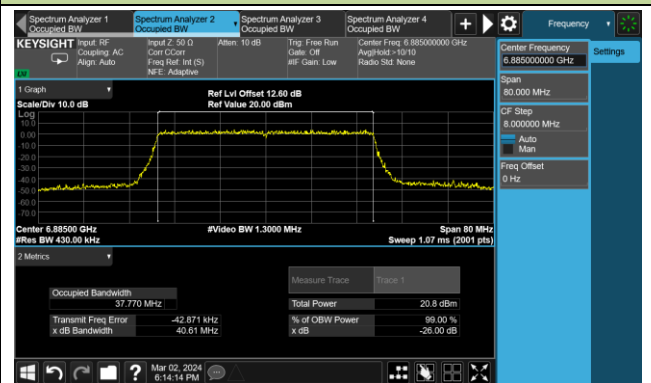 Spectrum Analyzer 1
Occupied BW
Spectrum Analyzer 2
Occupied BW
Spectrum Analyzer 3
Occupied BW
Spectrum Analyzer 4
Occupied BW
Frequency
KEYSIGHT
Input: RF
Coupling: AC
Align: Auto
Input Z: 50 Ω
Corr CCorr
Freq Ref: Int (S)
NFE: Adaptive
Atten: 10 dB
Trig: Free Run
Gate: Off
#IF Gain: Low
Center Freq: 6.885000000 GHz
Avg|Hold:>10/10
Radio Std: None
Center Frequency
6.885000000 GHz
Settings
Span
80.000 MHz
CF Step
8.000000 MHz
Auto
Man
Freq Offset
0 Hz
1 Graph
Scale/Div 10.0 dB
Ref Lvl Offset 12.60 dB
Ref Value 20.00 dBm
Log
10.0
0.00
-10.0
-20.0
-30.0
-40.0
-50.0
-60.0
-70.0
Center 6.88500 GHz
#Video BW 1.3000 MHz
Span 80 MHz
#Res BW 430.00 kHz
Sweep 1.07 ms (2001 pts)
2 Metrics
Measure Trace
Trace 1
Occupied Bandwidth
37.770 MHz
Total Power
20.8 dBm
Transmit Freq Error
-42.871 kHz
% of OBW Power
99.00 %
x dB Bandwidth
40.61 MHz
x dB
-26.00 dB
Mar 02, 2024
6:14:14 PM